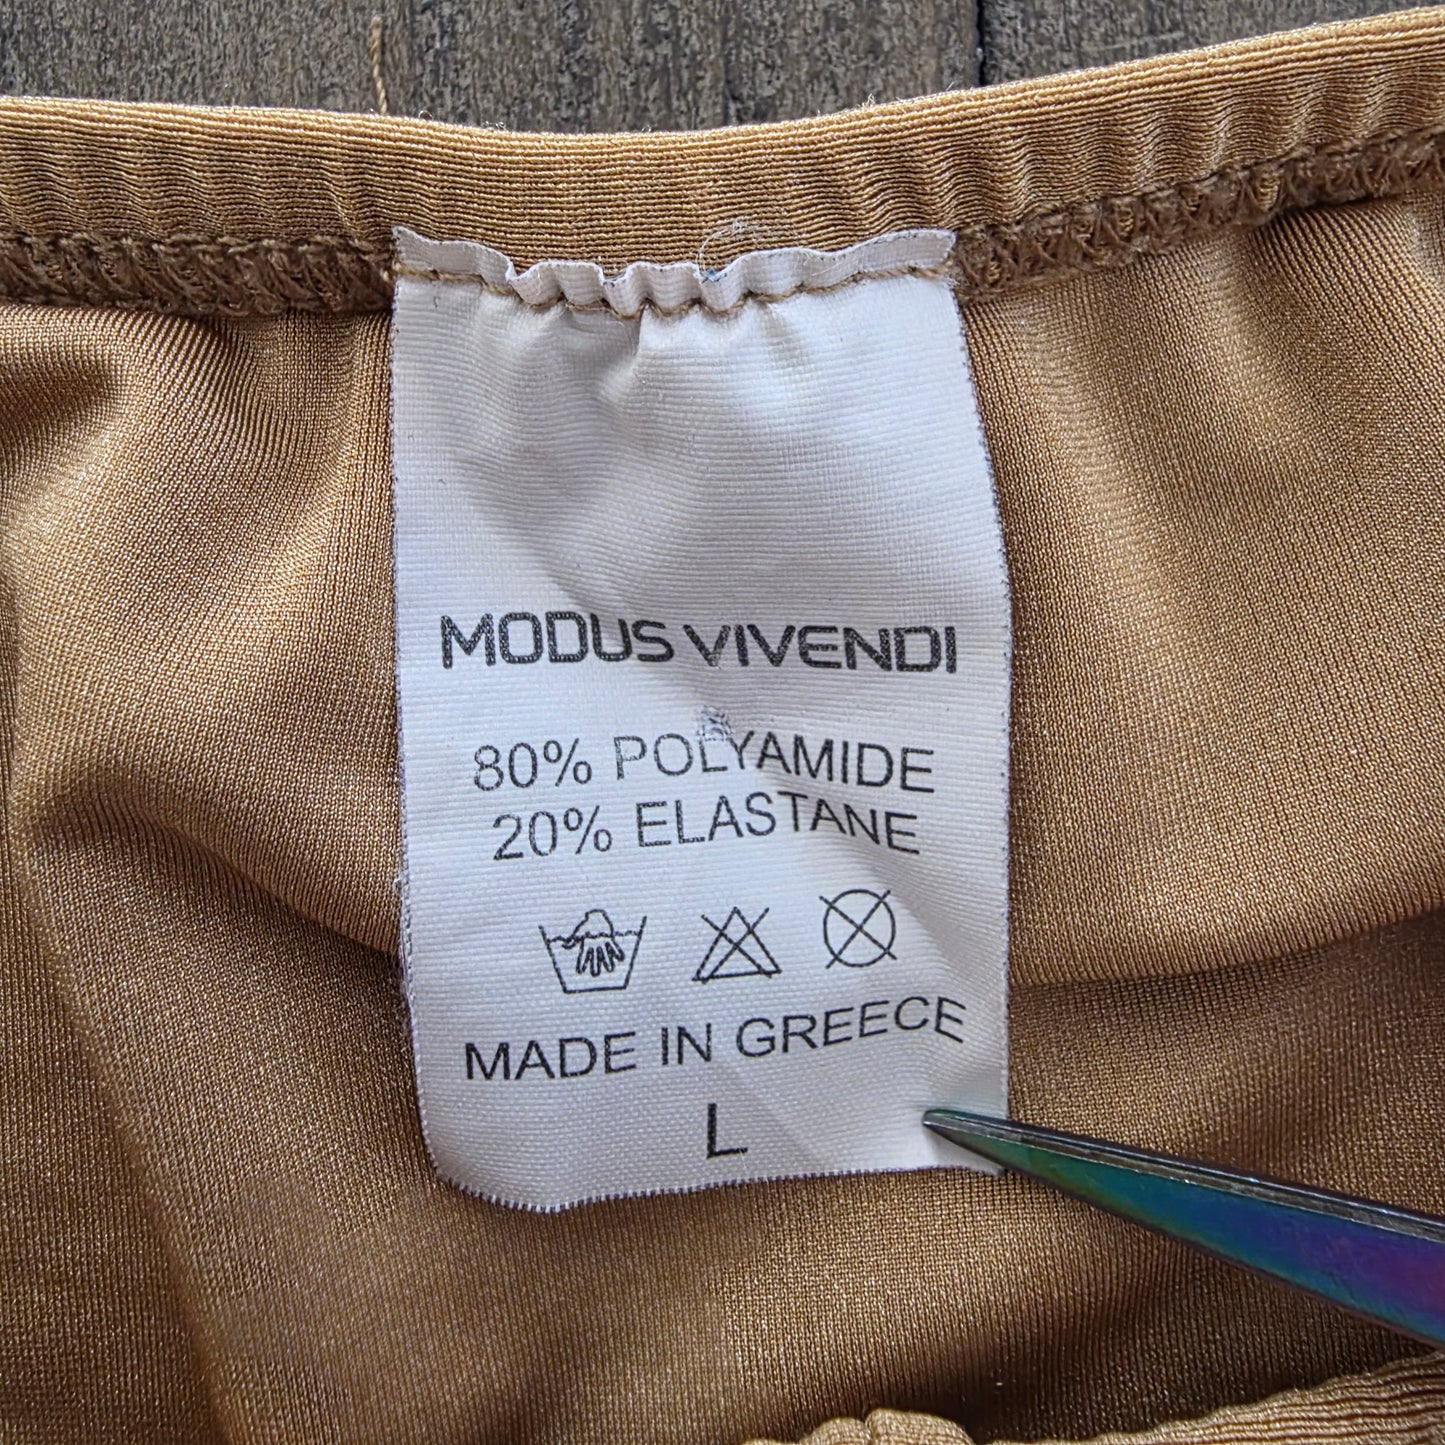 MODUS VIVENDI
80% POLYAMIDE
20% ELASTANE
MADE IN GREECE
L